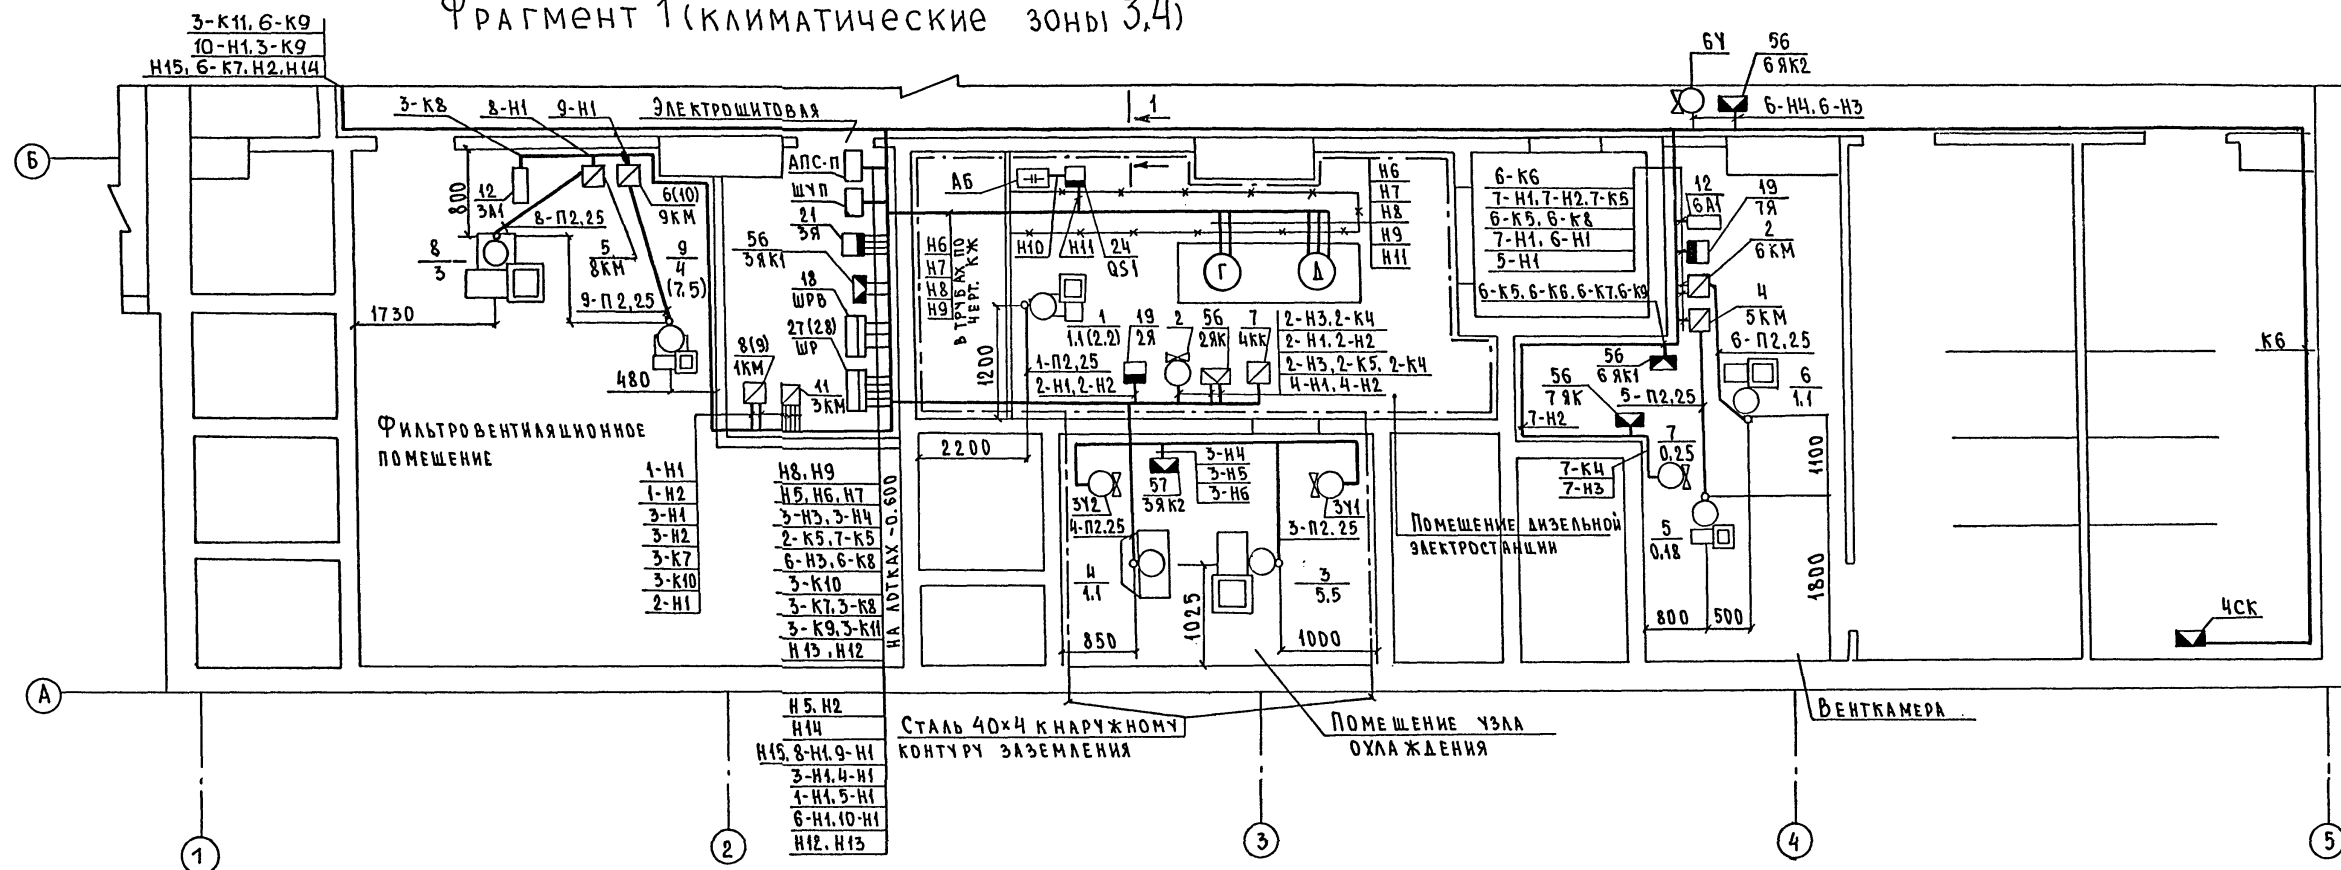 Фрагмент 1 (климатические зоны 3,4)
3-К11, 6-К9
10-Н1, 3-К9
Н15, 6-К7, Н2, Н14
3-К8
8-Н1
9-Н1
Электрощитовая
1
6У
56
6ЯК2
6-Н4, 6-Н3
Б
800
12
3А1
8-П2,25
8
3
5
8КМ
6(10)
9КМ
9
4
(7,5)
9-П2,25
1730
480
АПС-П
ШУП
21
3Я
56
3ЯК1
18
ШРВ
27(28)
ШР
8(9)
1КМ
11
3КМ
Н6
Н7
Н8
Н9
в трубах по
черт. КЖ
АБ
Н10
Н11
24
QS1
Г
Д
Н6
Н7
Н8
Н9
Н11
1200
1
1.1(2.2)
1-П2,25
2-Н1, 2-Н2
19
2Я
2
56
2ЯК
7
4КК
2-Н3, 2-К4
2-Н1, 2-Н2
2-Н3, 2-К5, 2-К4
4-Н1, 4-Н2
6-К6
7-Н1, 7-Н2, 7-К5
6-К5, 6-К8
7-Н1, 6-Н1
5-Н1
6-К5, 6-К6, 6-К7, 6-К9
12
6А1
19
7Я
2
6КМ
4
5КМ
6-П2,25
56
6ЯК1
56
7ЯК
5-П2,25
7-Н2
6
1.1
7
0,25
7-К4
7-Н3
5
0,18
1100
1800
800
500
К6
4СК
Фильтровентиляционное
помещение
1-Н1
1-Н2
3-Н1
3-Н2
3-К7
3-К10
2-Н1
Н8, Н9
Н5, Н6, Н7
3-Н3, 3-Н4
2-К5, 7-К5
6-Н3, 6-К8
3-К10
3-К7, 3-К8
3-К9, 3-К11
Н13, Н12
на лотках -0.600
2200
3У2
4-П2,25
57
3ЯК2
3-Н4
3-Н5
3-Н6
3У1
3-П2,25
4
1.1
3
5.5
1025
850
1000
Помещение дизельной
электростанции
А
Н5, Н2
Н14
Н15, 8-Н1, 9-Н1
3-Н1, 4-Н1
1-Н1, 5-Н1
6-Н1, 10-Н1
Н12, Н13
Сталь 40×4 к наружному
контуру заземления
Помещение узла
охлаждения
Венткамера
1
2
3
4
5